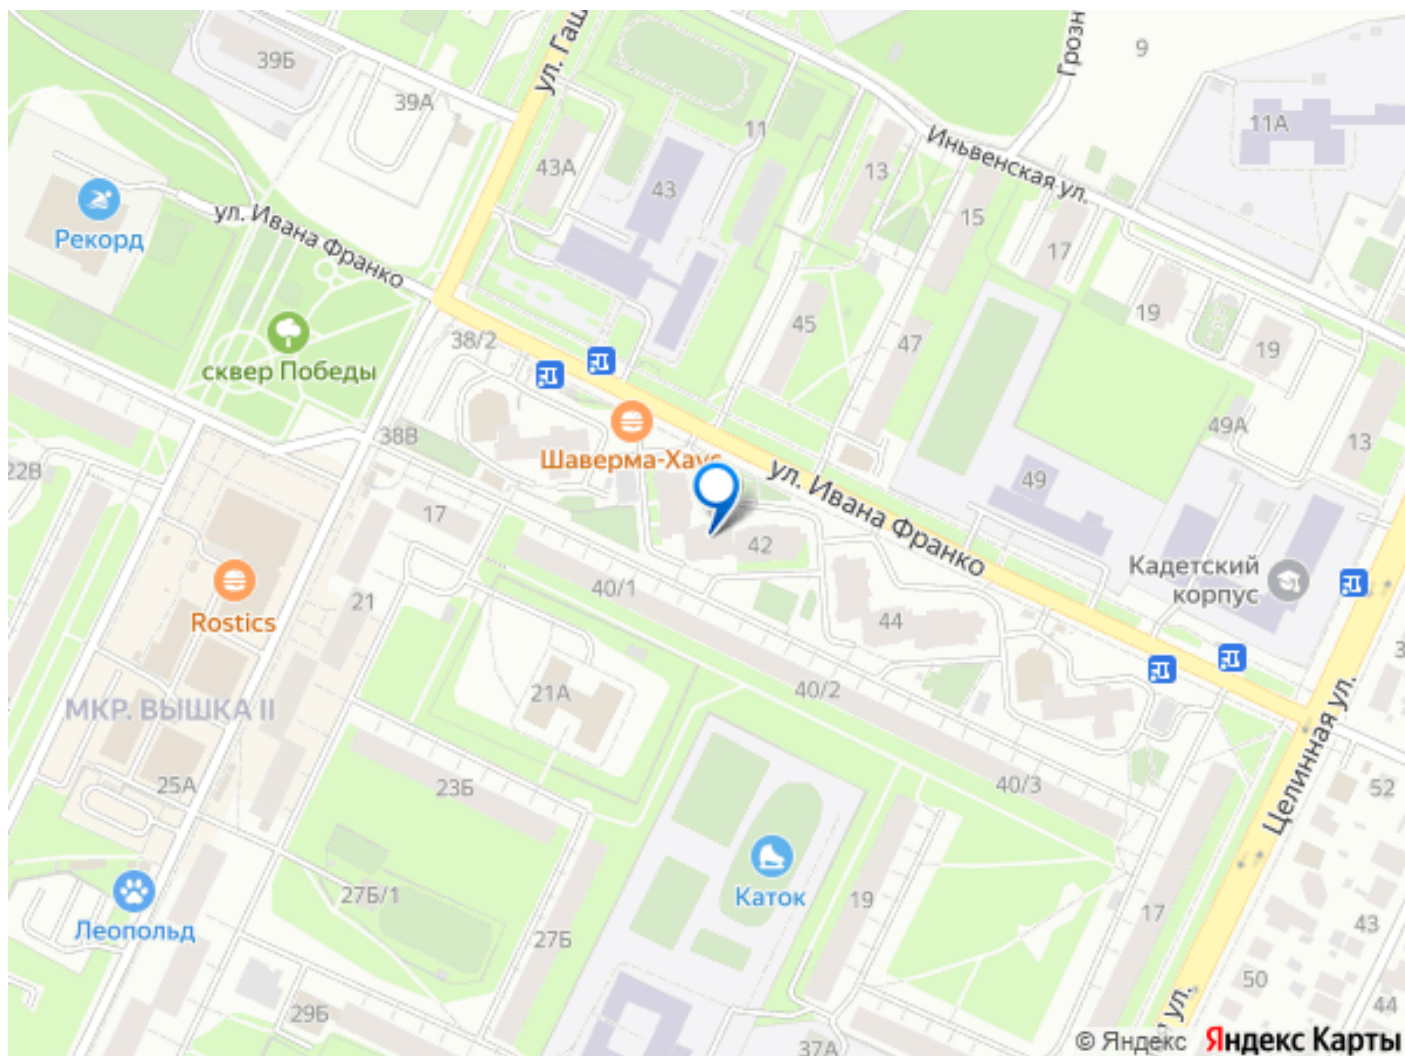 39Б
39А
ул. Гаш
Грозн
9
11А
11
Иньвенская ул.
43А
43
13
15
17
Рекорд
ул. Ивана Франко
19
19
45
47
38/2
сквер Победы
38В
49А
13
22В
Шаверма-Хаус
ул. Ивана Франко
49
17
42
Кадетский
корпус
40/1
21
Rostics
44
21А
40/2
МКР. ВЫШКА II
Целинная ул.
25А
23Б
40/3
52
Каток
27Б/1
19
17
Леопольд
27Б
43
50
44
29Б
37А
ул.
© Яндекс Яндекс Карты